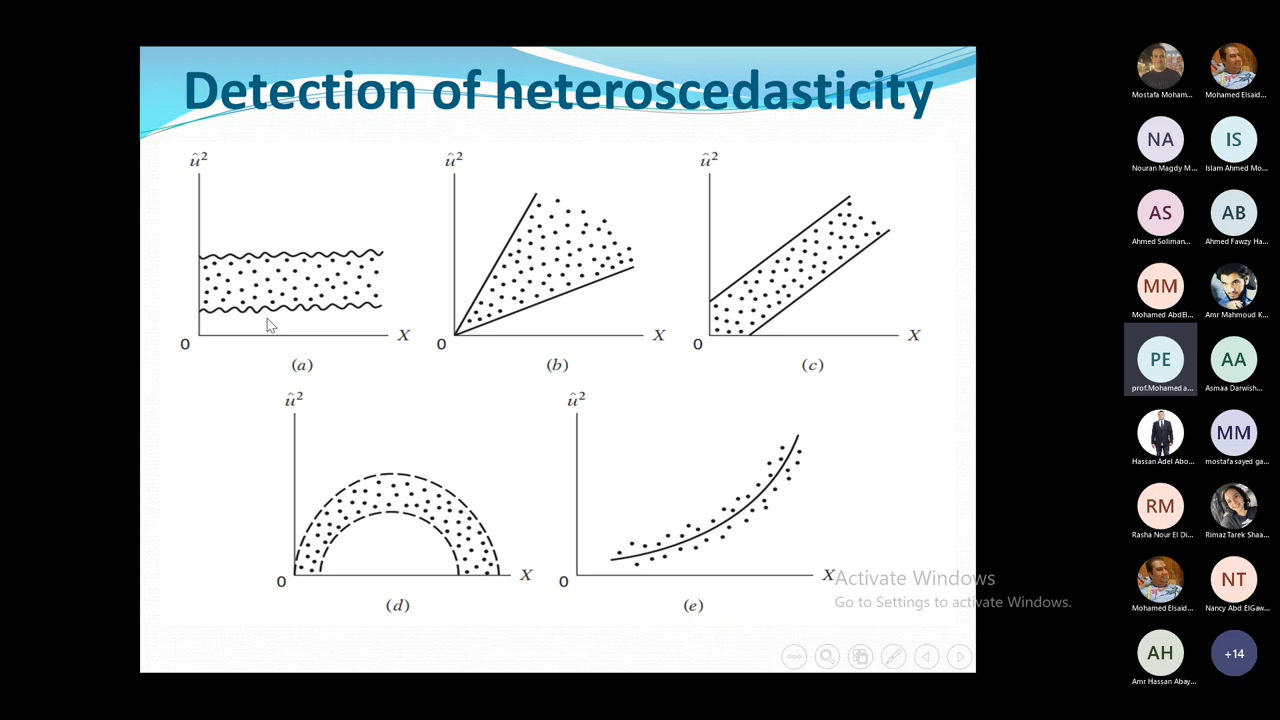 Detection of heteroscedasticity
û²
û²
û²
0
X
0
X
0
X
(a)
(b)
(c)
û²
û²
0
X
0
X
(d)
(e)
Activate Windows
Go to Settings to activate Windows.
Mostafa Moham...
Mohamed Elsaid...
NA
IS
Nouran Magdy M...
Islam Ahmed Mo...
AS
AB
Ahmed Soliman...
Ahmed Fawzy Ha...
MM
Mohamed AbdEl...
Amr Mahmoud K...
PE
AA
prof.Mohamed a...
Asmaa Darwish...
MM
Hassan Adel Abo...
mostafa sayed ga...
RM
Rasha Nour El Di...
Rimaz Tarek Shaa...
NT
Mohamed Elsaid...
Nancy Abd ElGaw...
AH
+14
Amr Hassan Abay...